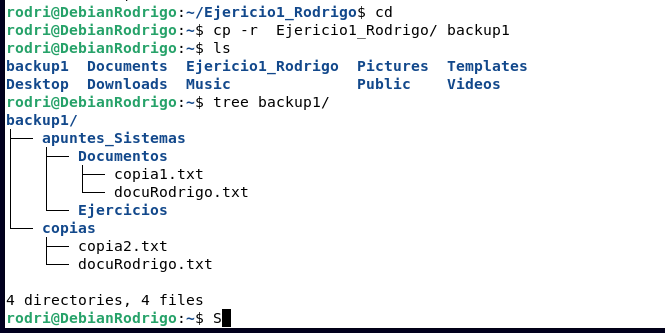 rodri@DebianRodrigo:~/Ejericio1_Rodrigo$ cd
rodri@DebianRodrigo:~$ cp -r  Ejericio1_Rodrigo/ backup1
rodri@DebianRodrigo:~$ ls
backup1  Documents  Ejericio1_Rodrigo  Pictures  Templates
Desktop  Downloads  Music              Public    Videos
rodri@DebianRodrigo:~$ tree backup1/
backup1/
├── apuntes_Sistemas
│   ├── Documentos
│   │   ├── copia1.txt
│   │   └── docuRodrigo.txt
│   └── Ejercicios
└── copias
    ├── copia2.txt
    └── docuRodrigo.txt

4 directories, 4 files
rodri@DebianRodrigo:~$ S